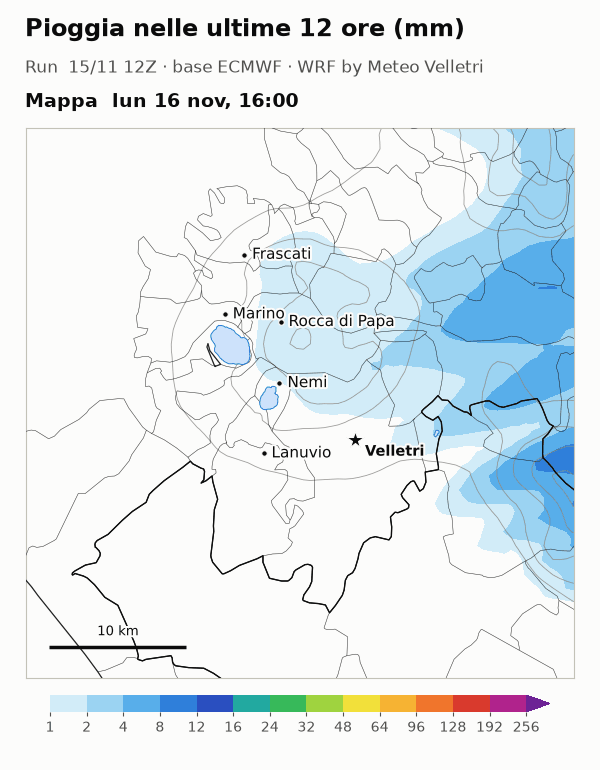 Pioggia nelle ultime 12 ore (mm)
Run 15/11 12Z · base ECMWF · WRF by Meteo Velletri
Mappa lun 16 nov, 16:00
Frascati
Marino
Rocca di Papa
Nemi
Velletri
Lanuvio
10 km
1 2 4 8 12 16 24 32 48 64 96 128 192 256